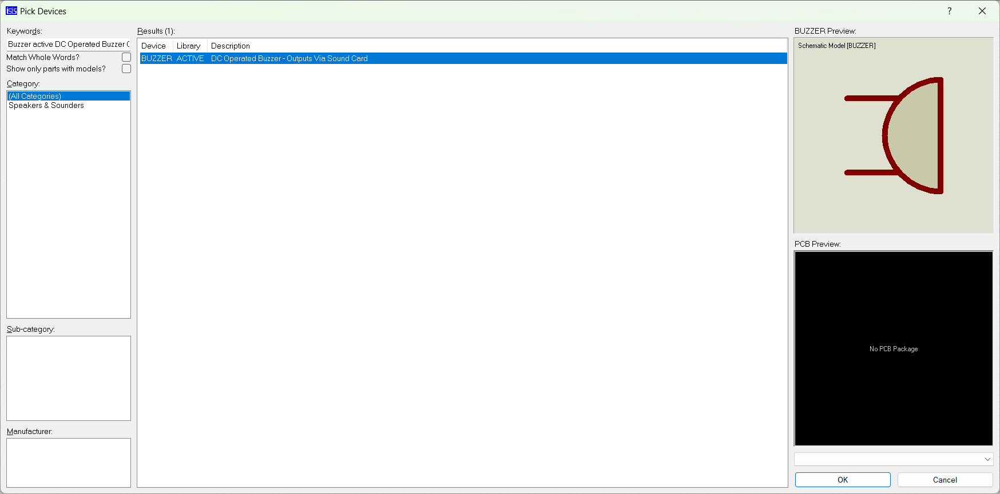 isis Pick Devices
?
Keywords:
Buzzer active DC Operated Buzzer
Match Whole Words?
Show only parts with models?
Category:
(All Categories)
Speakers & Sounders
Sub-category:
Manufacturer:
Results (1):
Device Library Description
BUZZER ACTIVE DC Operated Buzzer - Outputs Via Sound Card
BUZZER Preview:
Schematic Model [BUZZER]
PCB Preview:
No PCB Package
OK Cancel